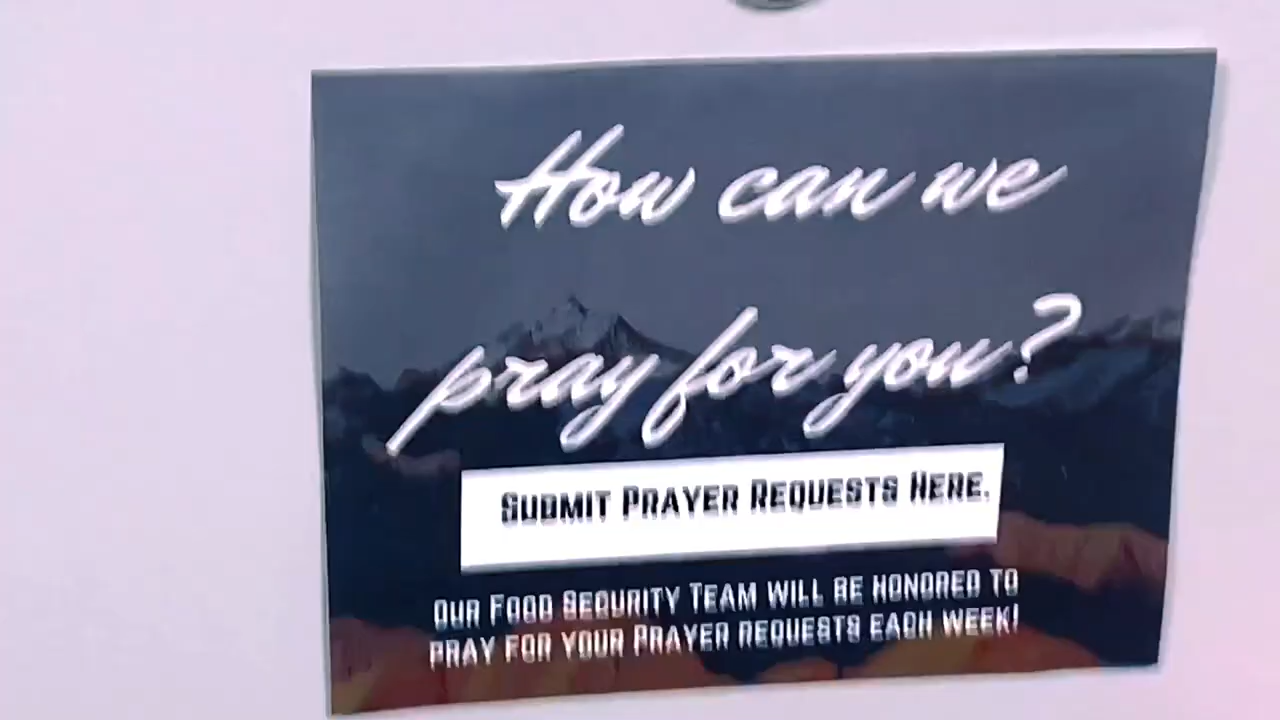 How can we
pray for you?
Submit Prayer Requests Here.
Our Food Security Team will be honored to
pray for your Prayer requests each week!